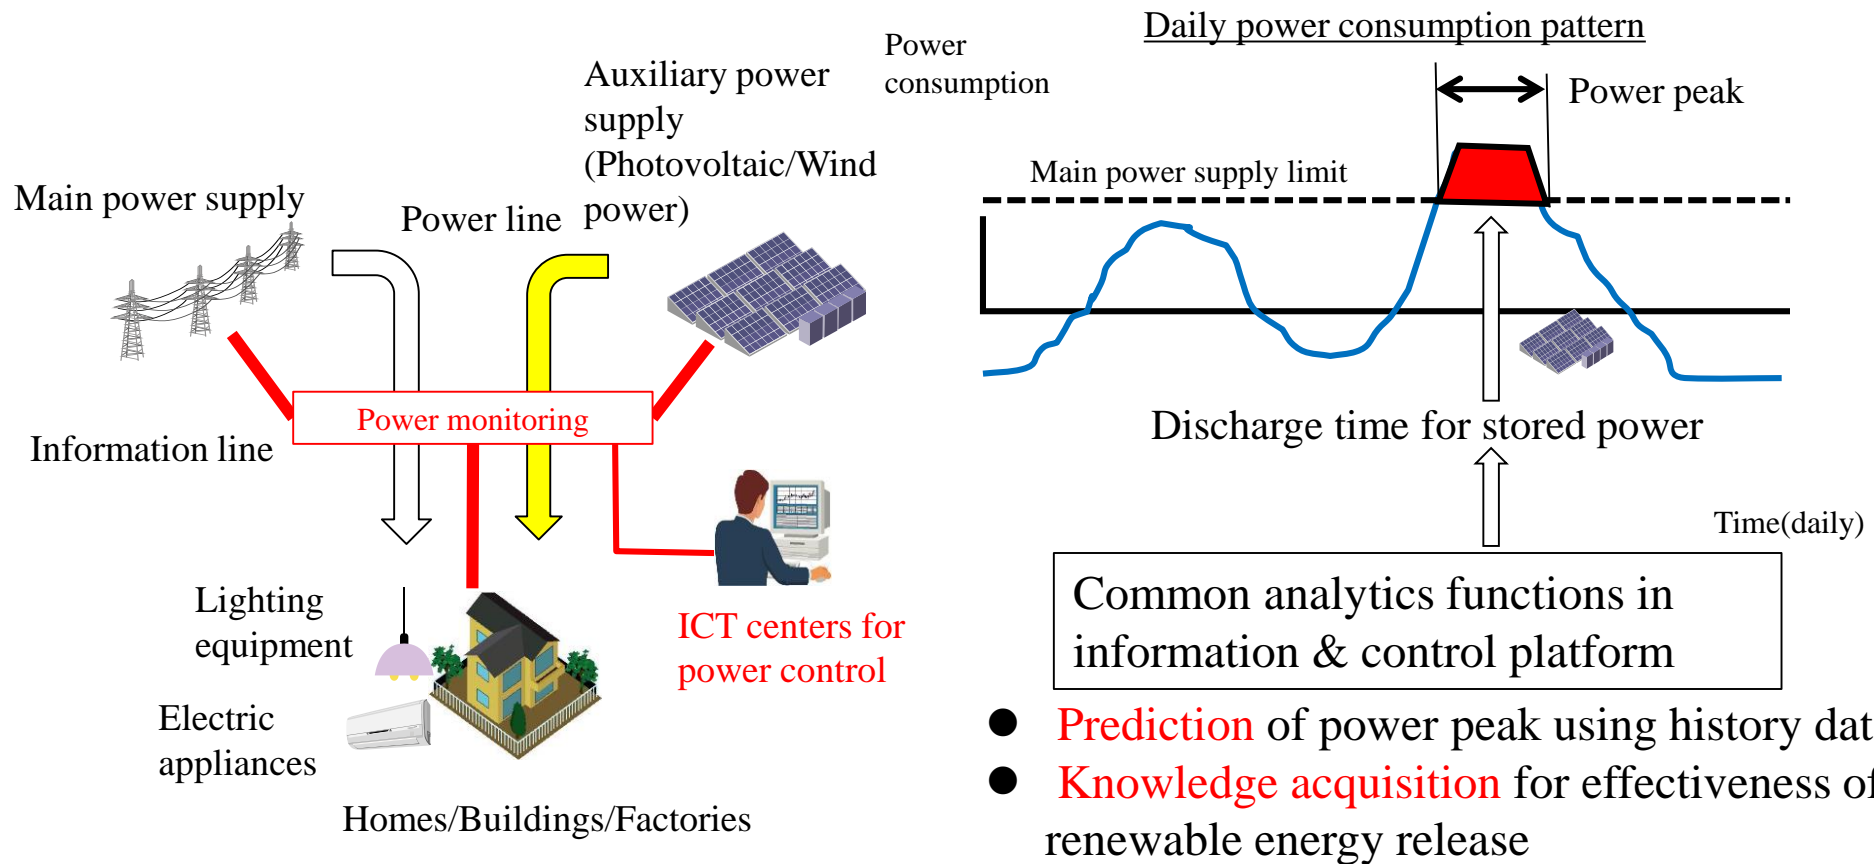 Main power supply
Power line
Auxiliary power
supply
(Photovoltaic/Wind
power)
Power monitoring
Information line
Lighting
equipment
Electric
appliances
ICT centers for
power control
Homes/Buildings/Factories
Power
consumption
Daily power consumption pattern
Power peak
Main power supply limit
Discharge time for stored power
Time(daily)
Common analytics functions in
information & control platform
● Prediction of power peak using history dat
● Knowledge acquisition for effectiveness of
renewable energy release